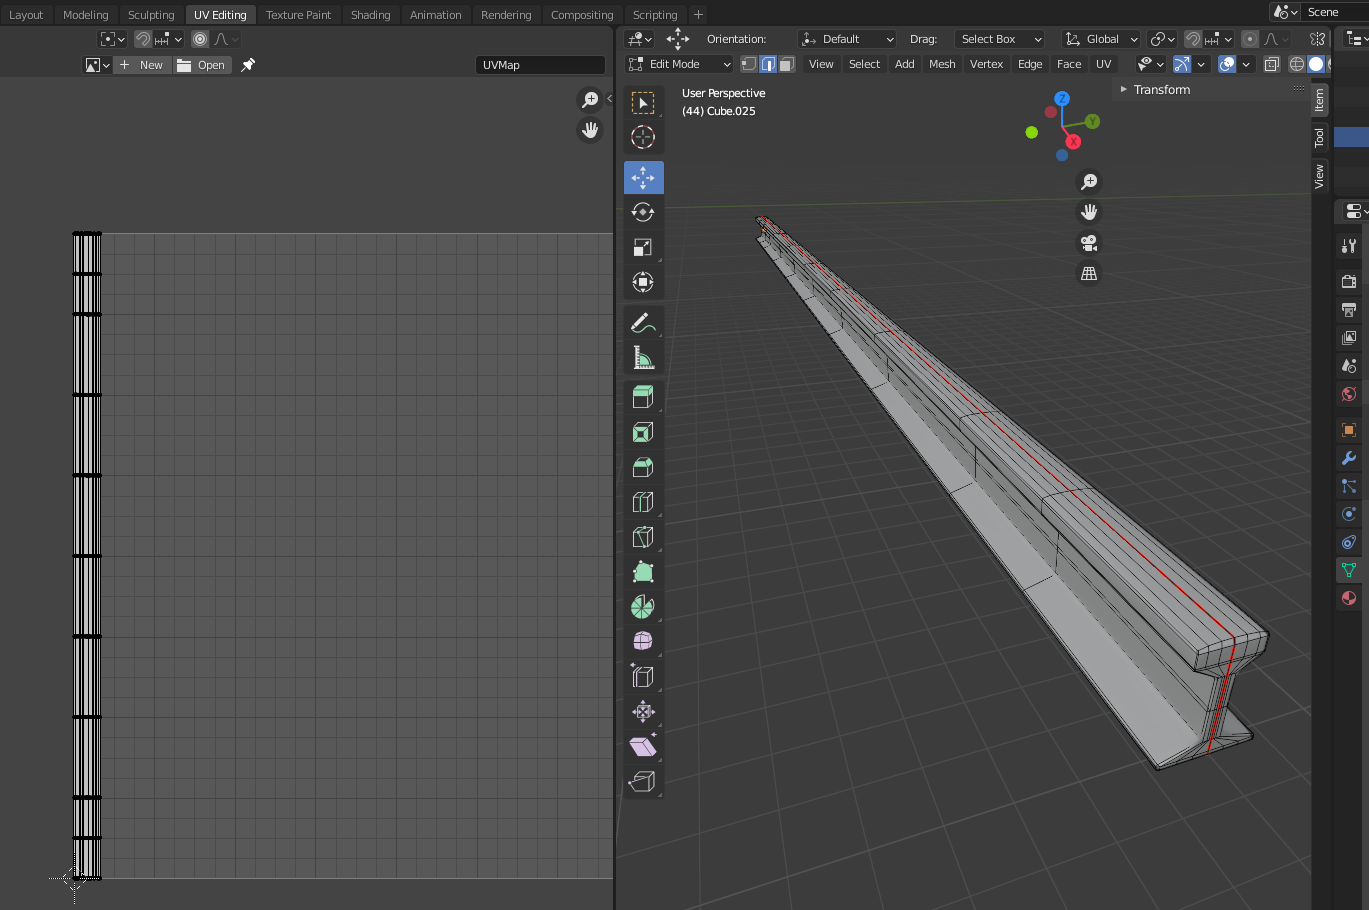 Layout Modeling Sculpting UV Editing Texture Paint Shading Animation Rendering Compositing Scripting + Scene
Orientation: Default Drag: Select Box Global
New Open UVMap
Edit Mode View Select Add Mesh Vertex Edge Face UV
User Perspective
(44) Cube.025
Transform
Item
Tool
View
Z
Y
X